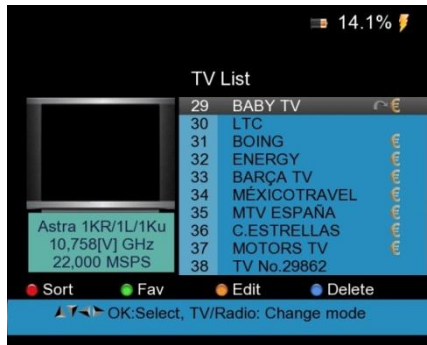 14.1%
TV List
29 BABY TV €
30 LTC
31 BOING €
32 ENERGY €
33 BARÇA TV €
34 MÉXICOTRAVEL €
35 MTV ESPAÑA €
36 C.ESTRELLAS €
37 MOTORS TV €
38 TV No.29862
Astra 1KR/1L/1Ku
10,758[V] GHz
22,000 MSPS
Sort Fav Edit Delete
OK:Select, TV/Radio: Change mode